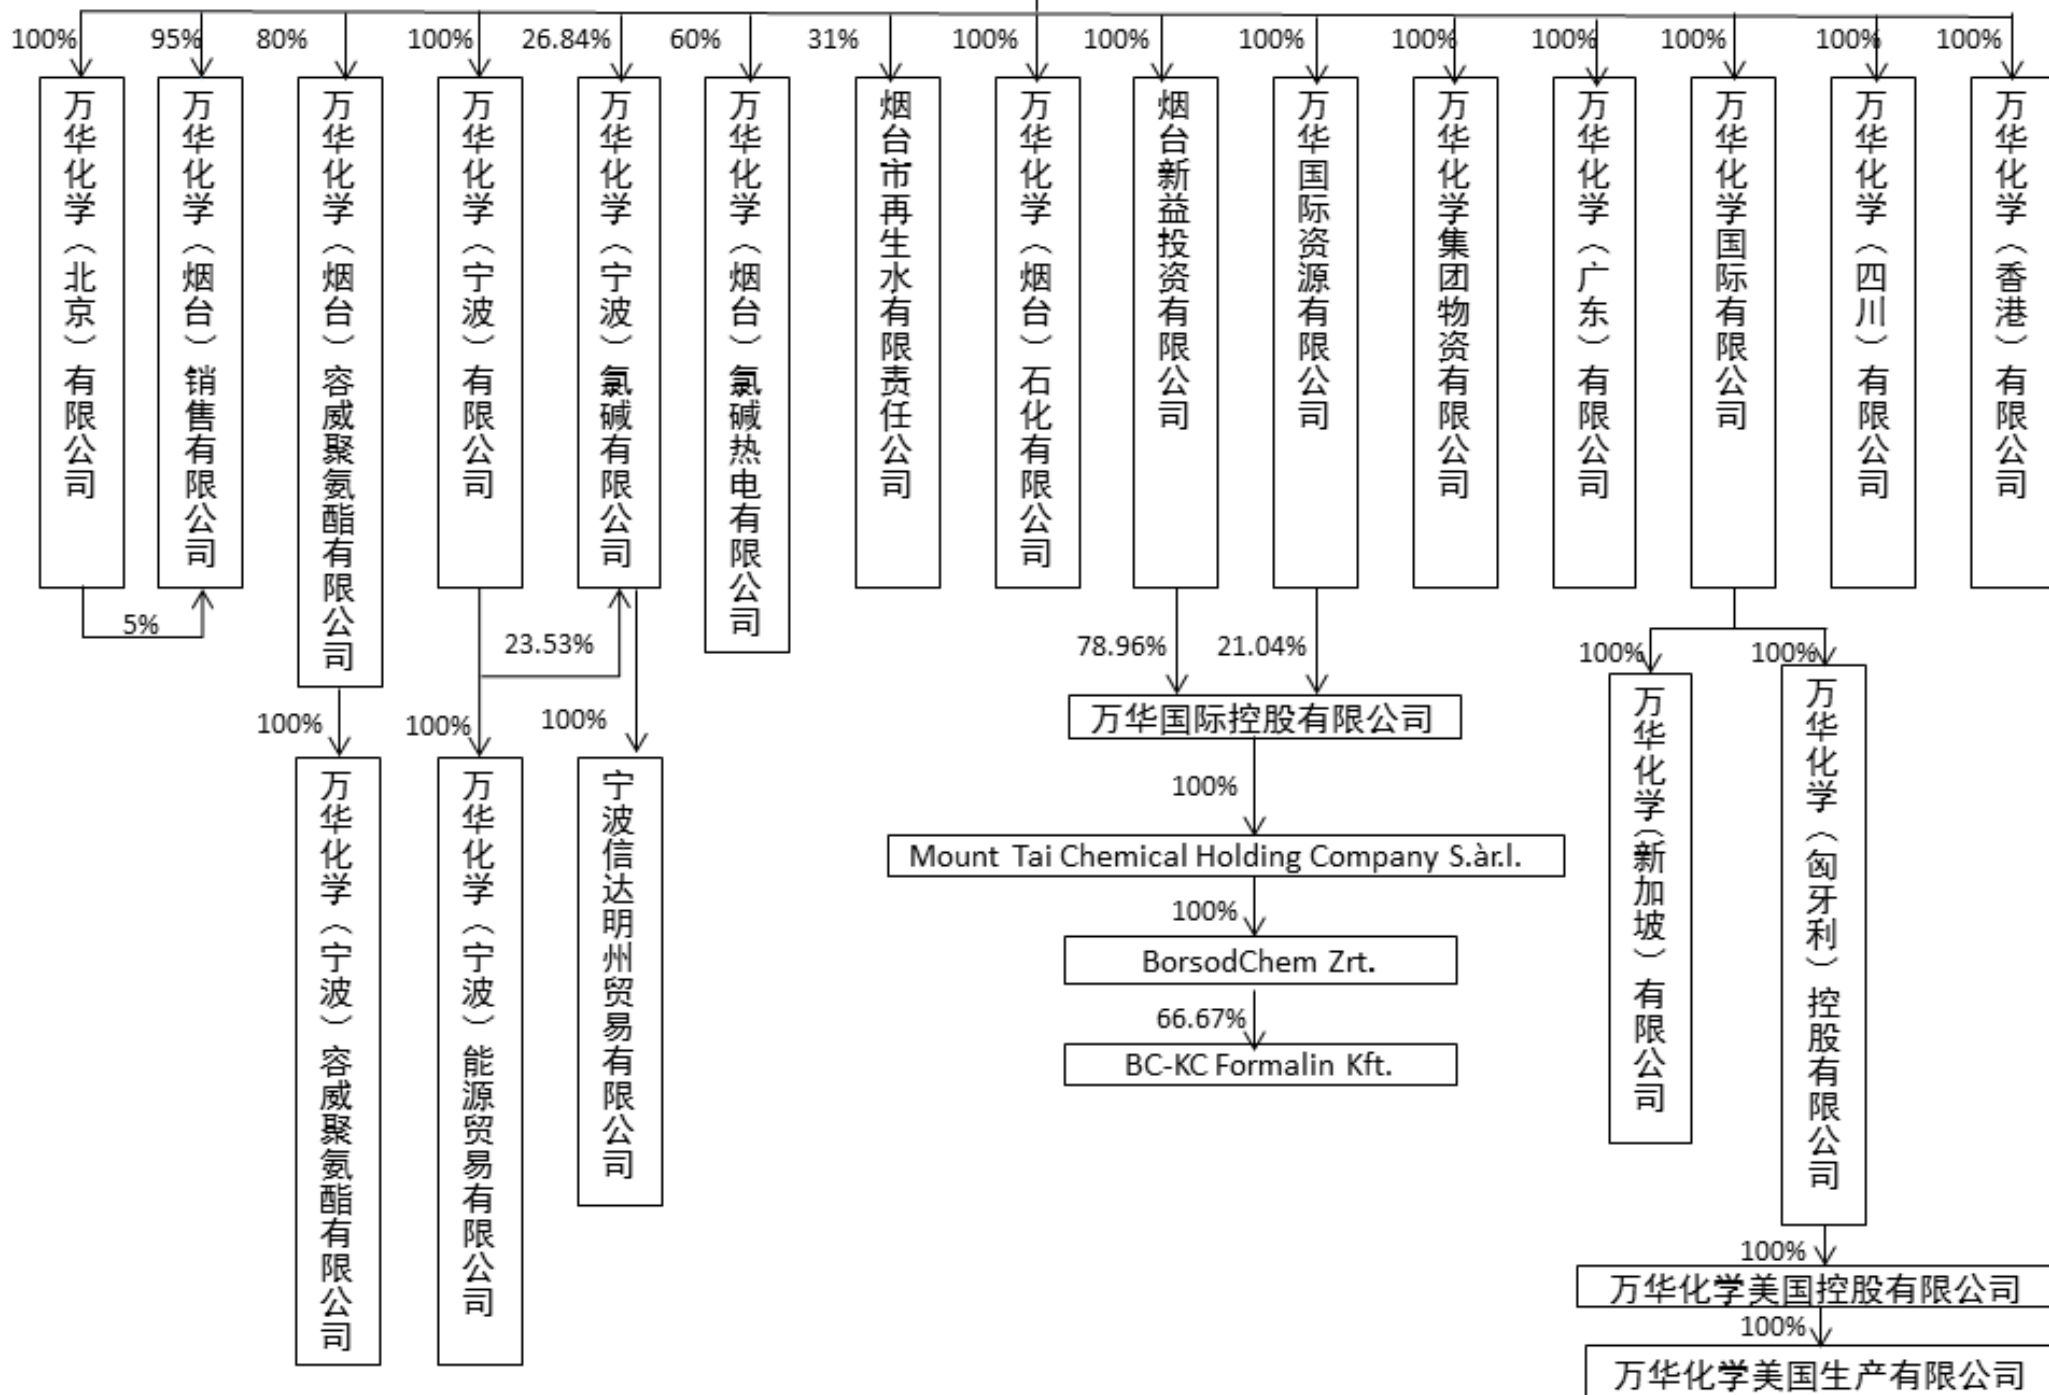 100%
95%
80%
100%
26.84%
60%
31%
100%
100%
100%
100%
100%
100%
100%
100%
万华化学（北京）有限公司
万华化学（烟台）销售有限公司
万华化学（烟台）容威聚氨酯有限公司
万华化学（宁波）有限公司
万华化学（宁波）氯碱有限公司
万华化学（烟台）氯碱热电有限公司
烟台市再生水有限责任公司
万华化学（烟台）石化有限公司
烟台新益投资有限公司
万华国际资源有限公司
万华化学集团物资有限公司
万华化学（广东）有限公司
万华化学国际有限公司
万华化学（四川）有限公司
万华化学（香港）有限公司
5%
23.53%
78.96%
21.04%
100%
100%
100%
100%
100%
万华国际控股有限公司
万华化学（新加坡）有限公司
万华化学（匈牙利）控股有限公司
万华化学（宁波）容威聚氨酯有限公司
万华化学（宁波）能源贸易有限公司
宁波信达明州贸易有限公司
100%
Mount Tai Chemical Holding Company S.àr.l.
100%
BorsodChem Zrt.
66.67%
BC-KC Formalin Kft.
100%
万华化学美国控股有限公司
100%
万华化学美国生产有限公司